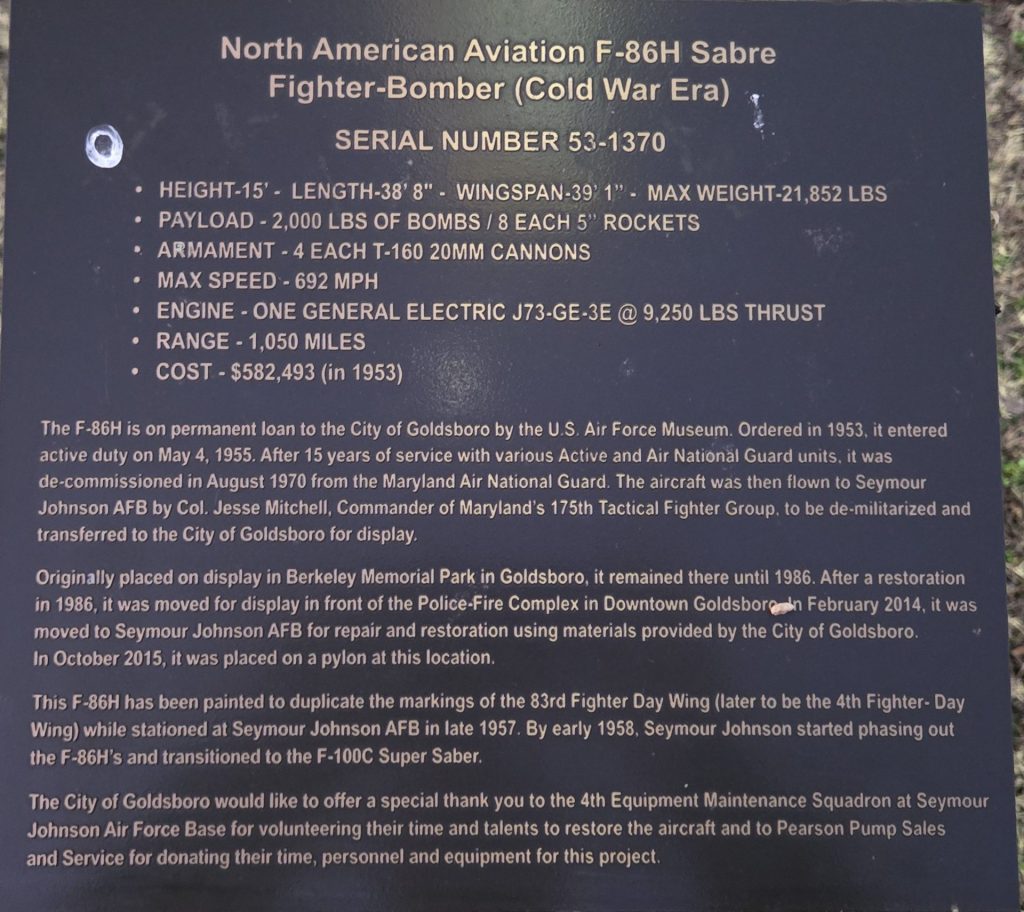 North American Aviation F-86H Sabre
Fighter-Bomber (Cold War Era)
SERIAL NUMBER 53-1370
• HEIGHT-15' - LENGTH-38' 8" - WINGSPAN-39' 1" - MAX WEIGHT-21,852 LBS
• PAYLOAD - 2,000 LBS OF BOMBS / 8 EACH 5" ROCKETS
• ARMAMENT - 4 EACH T-160 20MM CANNONS
• MAX SPEED - 692 MPH
• ENGINE - ONE GENERAL ELECTRIC J73-GE-3E @ 9,250 LBS THRUST
• RANGE - 1,050 MILES
• COST - $582,493 (in 1953)
The F-86H is on permanent loan to the City of Goldsboro by the U.S. Air Force Museum. Ordered in 1953, it entered
active duty on May 4, 1955. After 15 years of service with various Active and Air National Guard units, it was
de-commissioned in August 1970 from the Maryland Air National Guard. The aircraft was then flown to Seymour
Johnson AFB by Col. Jesse Mitchell, Commander of Maryland's 175th Tactical Fighter Group, to be de-militarized and
transferred to the City of Goldsboro for display.
Originally placed on display in Berkeley Memorial Park in Goldsboro, it remained there until 1986. After a restoration
in 1986, it was moved for display in front of the Police-Fire Complex in Downtown Goldsboro. In February 2014, it was
moved to Seymour Johnson AFB for repair and restoration using materials provided by the City of Goldsboro.
In October 2015, it was placed on a pylon at this location.
This F-86H has been painted to duplicate the markings of the 83rd Fighter Day Wing (later to be the 4th Fighter- Day
Wing) while stationed at Seymour Johnson AFB in late 1957. By early 1958, Seymour Johnson started phasing out
the F-86H's and transitioned to the F-100C Super Saber.
The City of Goldsboro would like to offer a special thank you to the 4th Equipment Maintenance Squadron at Seymour
Johnson Air Force Base for volunteering their time and talents to restore the aircraft and to Pearson Pump Sales
and Service for donating their time, personnel and equipment for this project.